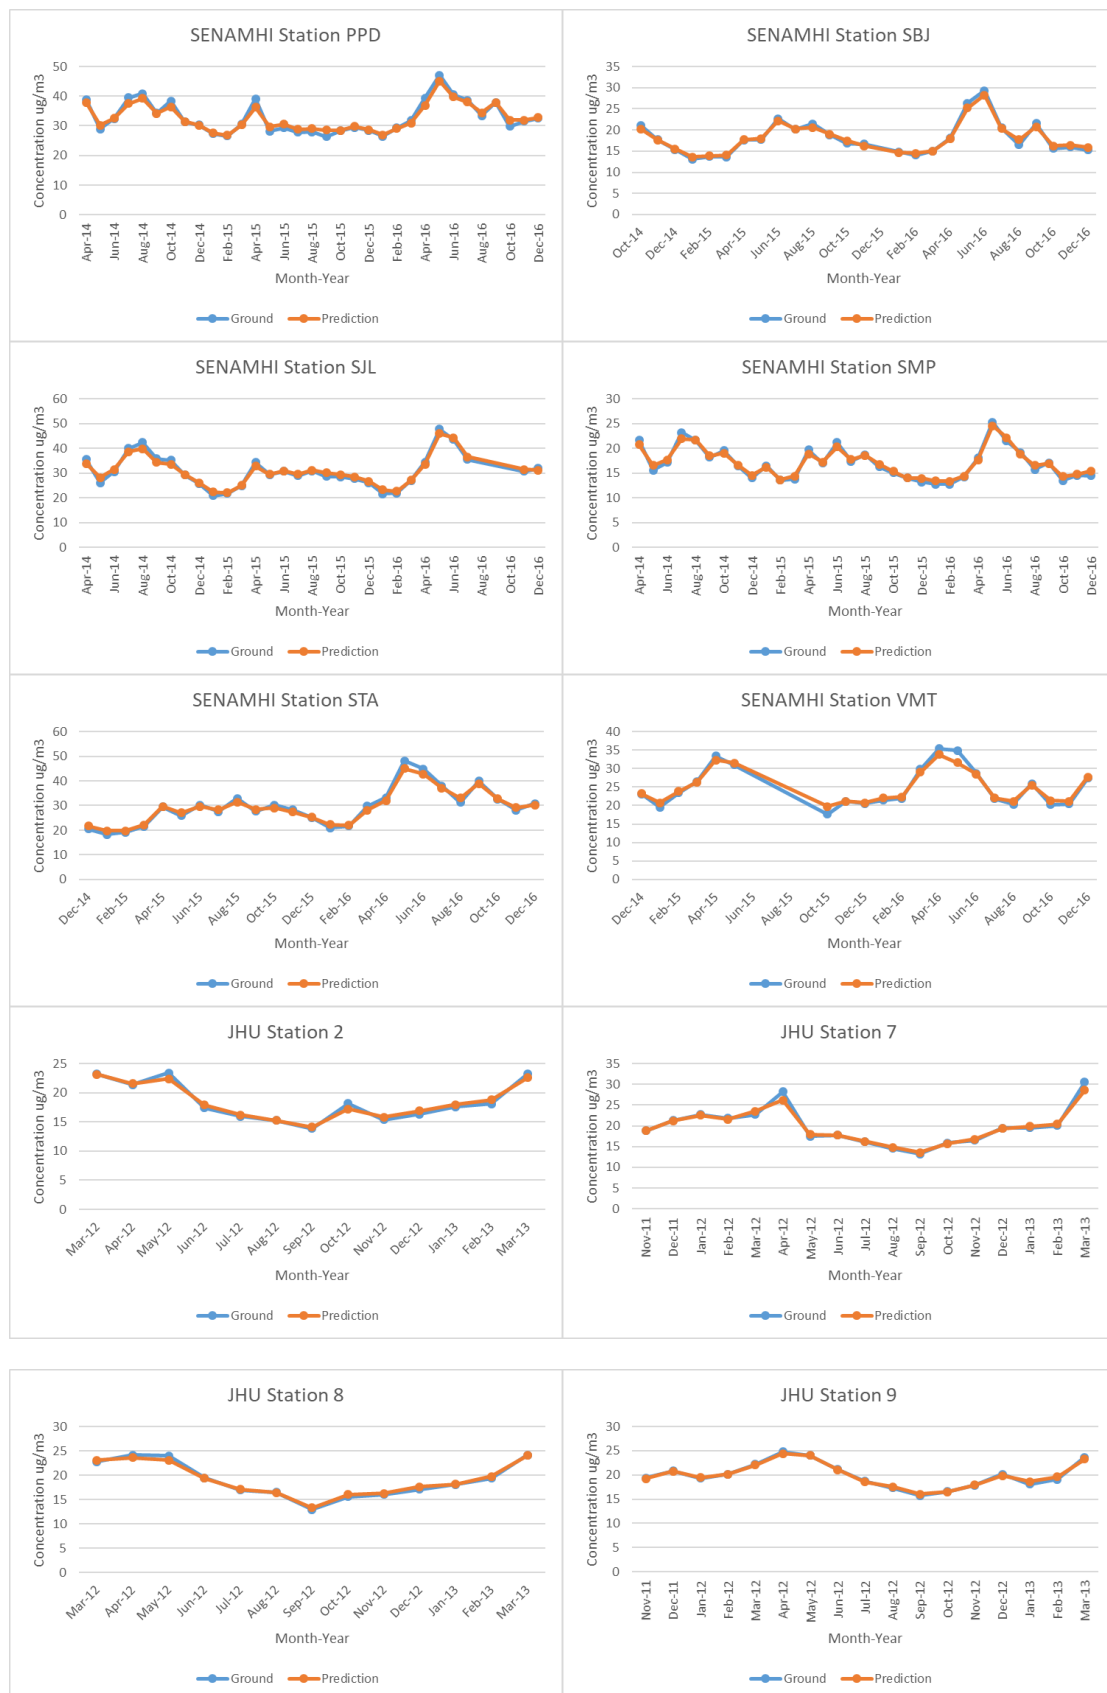 SENAMHI Station PPD
Concentration ug/m3
50
40
30
20
10
0
Apr-14 Jun-14 Aug-14 Oct-14 Dec-14 Feb-15 Apr-15 Jun-15 Aug-15 Oct-15 Dec-15 Feb-16 Apr-16 Jun-16 Aug-16 Oct-16 Dec-16
Month-Year
Ground Prediction
SENAMHI Station SBJ
Concentration ug/m3
35
30
25
20
15
10
5
0
Oct-14 Dec-14 Feb-15 Apr-15 Jun-15 Aug-15 Oct-15 Dec-15 Feb-16 Apr-16 Jun-16 Aug-16 Oct-16 Dec-16
Month-Year
Ground Prediction
SENAMHI Station SJL
Concentration ug/m3
60
50
40
30
20
10
0
Apr-14 Jun-14 Aug-14 Oct-14 Dec-14 Feb-15 Apr-15 Jun-15 Aug-15 Oct-15 Dec-15 Feb-16 Apr-16 Jun-16 Aug-16 Oct-16 Dec-16
Month-Year
Ground Prediction
SENAMHI Station SMP
Concentration ug/m3
30
25
20
15
10
5
0
Apr-14 Jun-14 Aug-14 Oct-14 Dec-14 Feb-15 Apr-15 Jun-15 Aug-15 Oct-15 Dec-15 Feb-16 Apr-16 Jun-16 Aug-16 Oct-16 Dec-16
Month-Year
Ground Prediction
SENAMHI Station STA
Concentration ug/m3
60
50
40
30
20
10
0
Dec-14 Feb-15 Apr-15 Jun-15 Aug-15 Oct-15 Dec-15 Feb-16 Apr-16 Jun-16 Aug-16 Oct-16 Dec-16
Month-Year
Ground Prediction
SENAMHI Station VMT
Concentration ug/m3
40
35
30
25
20
15
10
5
0
Dec-14 Feb-15 Apr-15 Jun-15 Aug-15 Oct-15 Dec-15 Feb-16 Apr-16 Jun-16 Aug-16 Oct-16 Dec-16
Month-Year
Ground Prediction
JHU Station 2
Concentration ug/m3
25
20
15
10
5
0
Mar-12 Apr-12 May-12 Jun-12 Jul-12 Aug-12 Sep-12 Oct-12 Nov-12 Dec-12 Jan-13 Feb-13 Mar-13
Month-Year
Ground Prediction
JHU Station 7
Concentration ug/m3
35
30
25
20
15
10
5
0
Nov-11 Dec-11 Jan-12 Feb-12 Mar-12 Apr-12 May-12 Jun-12 Jul-12 Aug-12 Sep-12 Oct-12 Nov-12 Dec-12 Jan-13 Feb-13 Mar-13
Month-Year
Ground Prediction
JHU Station 8
Concentration ug/m3
30
25
20
15
10
5
0
Mar-12 Apr-12 May-12 Jun-12 Jul-12 Aug-12 Sep-12 Oct-12 Nov-12 Dec-12 Jan-13 Feb-13 Mar-13
Month-Year
Ground Prediction
JHU Station 9
Concentration ug/m3
30
25
20
15
10
5
0
Nov-11 Dec-11 Jan-12 Feb-12 Mar-12 Apr-12 May-12 Jun-12 Jul-12 Aug-12 Sep-12 Oct-12 Nov-12 Dec-12 Jan-13 Feb-13 Mar-13
Month-Year
Ground Prediction